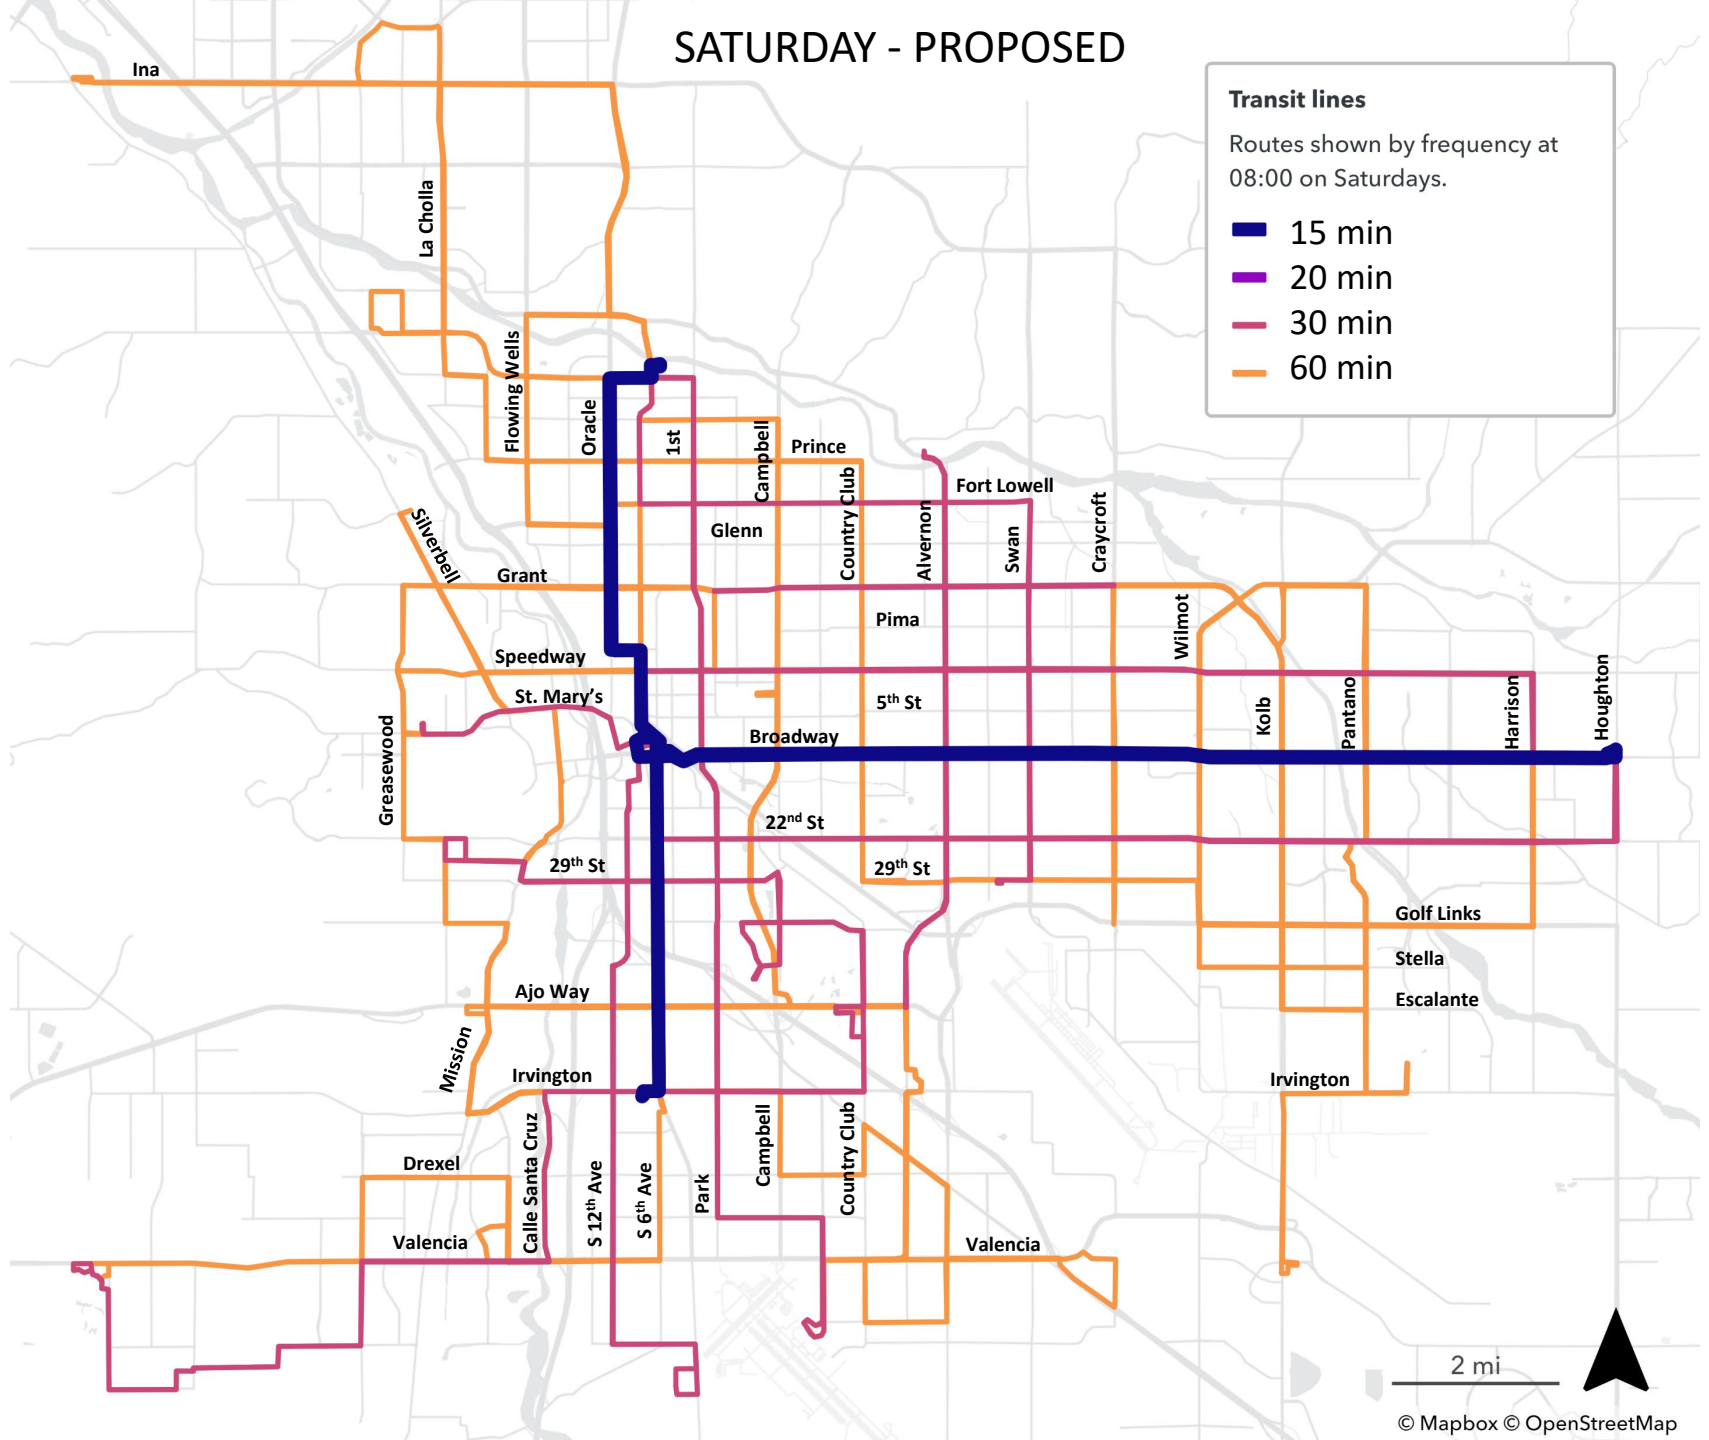 SATURDAY - PROPOSED
Transit lines
Routes shown by frequency at
08:00 on Saturdays.
15 min
20 min
30 min
60 min
Ina
La Cholla
Flowing Wells
Oracle
1st
Campbell
Prince
Country Club
Fort Lowell
Alvernon
Swan
Craycroft
Silverbell
Glenn
Grant
Pima
Wilmot
Speedway
St. Mary's
5th St
Kolb
Pantano
Harrison
Houghton
Greasewood
Broadway
22nd St
29th St
29th St
Golf Links
Stella
Ajo Way
Escalante
Mission
Irvington
Irvington
Calle Santa Cruz
Drexel
S 12th Ave
S 6th Ave
Park
Campbell
Country Club
Valencia
Valencia
2 mi
© Mapbox © OpenStreetMap